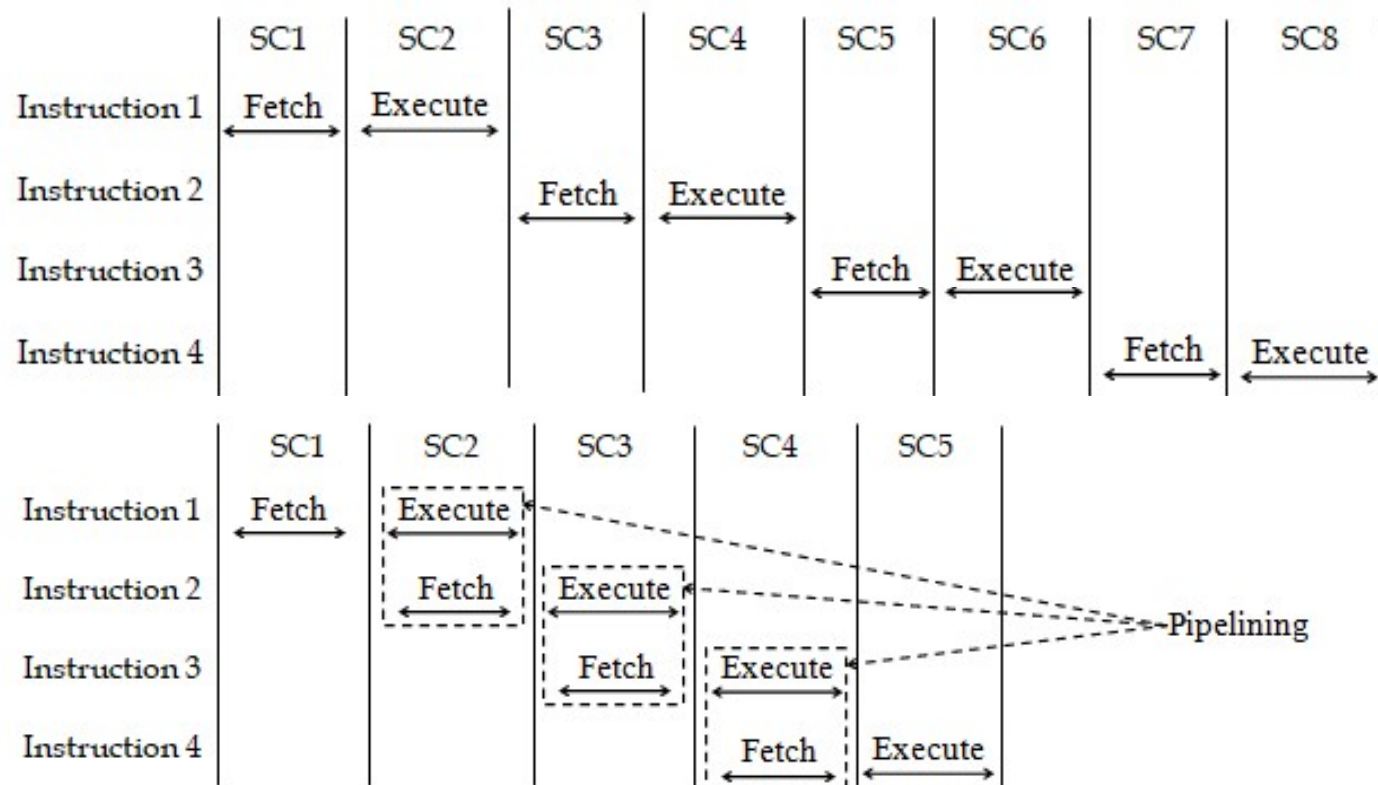 SC1 SC2 SC3 SC4 SC5 SC6 SC7 SC8
Instruction 1 Fetch Execute
Instruction 2 Fetch Execute
Instruction 3 Fetch Execute
Instruction 4 Fetch Execute
SC1 SC2 SC3 SC4 SC5
Instruction 1 Fetch Execute
Instruction 2 Fetch Execute
Pipelining
Instruction 3 Fetch Execute
Instruction 4 Fetch Execute